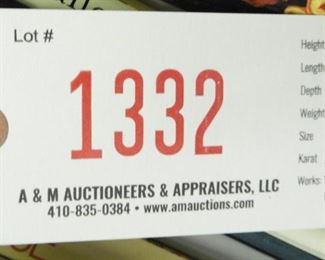 Lot #
1332
A & M AUCTIONEERS & APPRAISERS, LLC
410-835-0384 • www.amauctions.com
Height
Length
Depth
Weight
Size
Karat
Works: